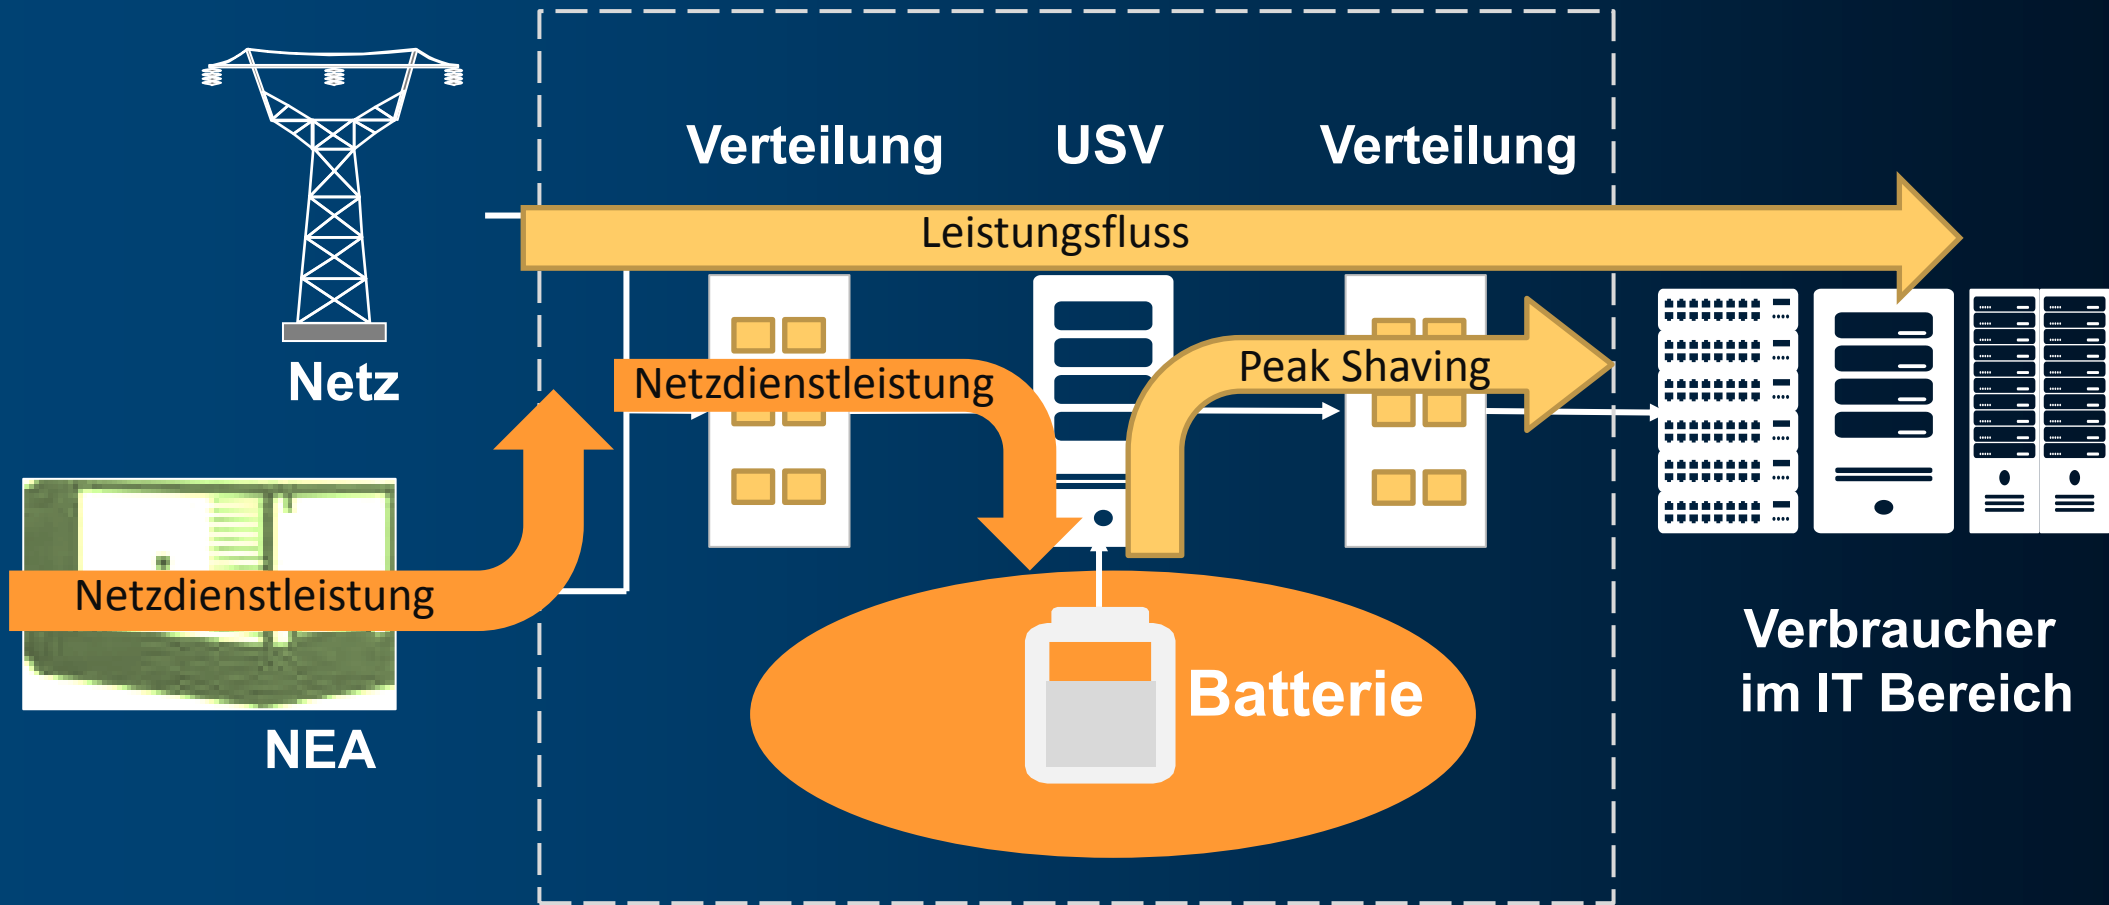 Verteilung
USV
Verteilung
Leistungsfluss
Netz
Netzdienstleistung
Peak Shaving
Netzdienstleistung
NEA
Batterie
Verbraucher
im IT Bereich